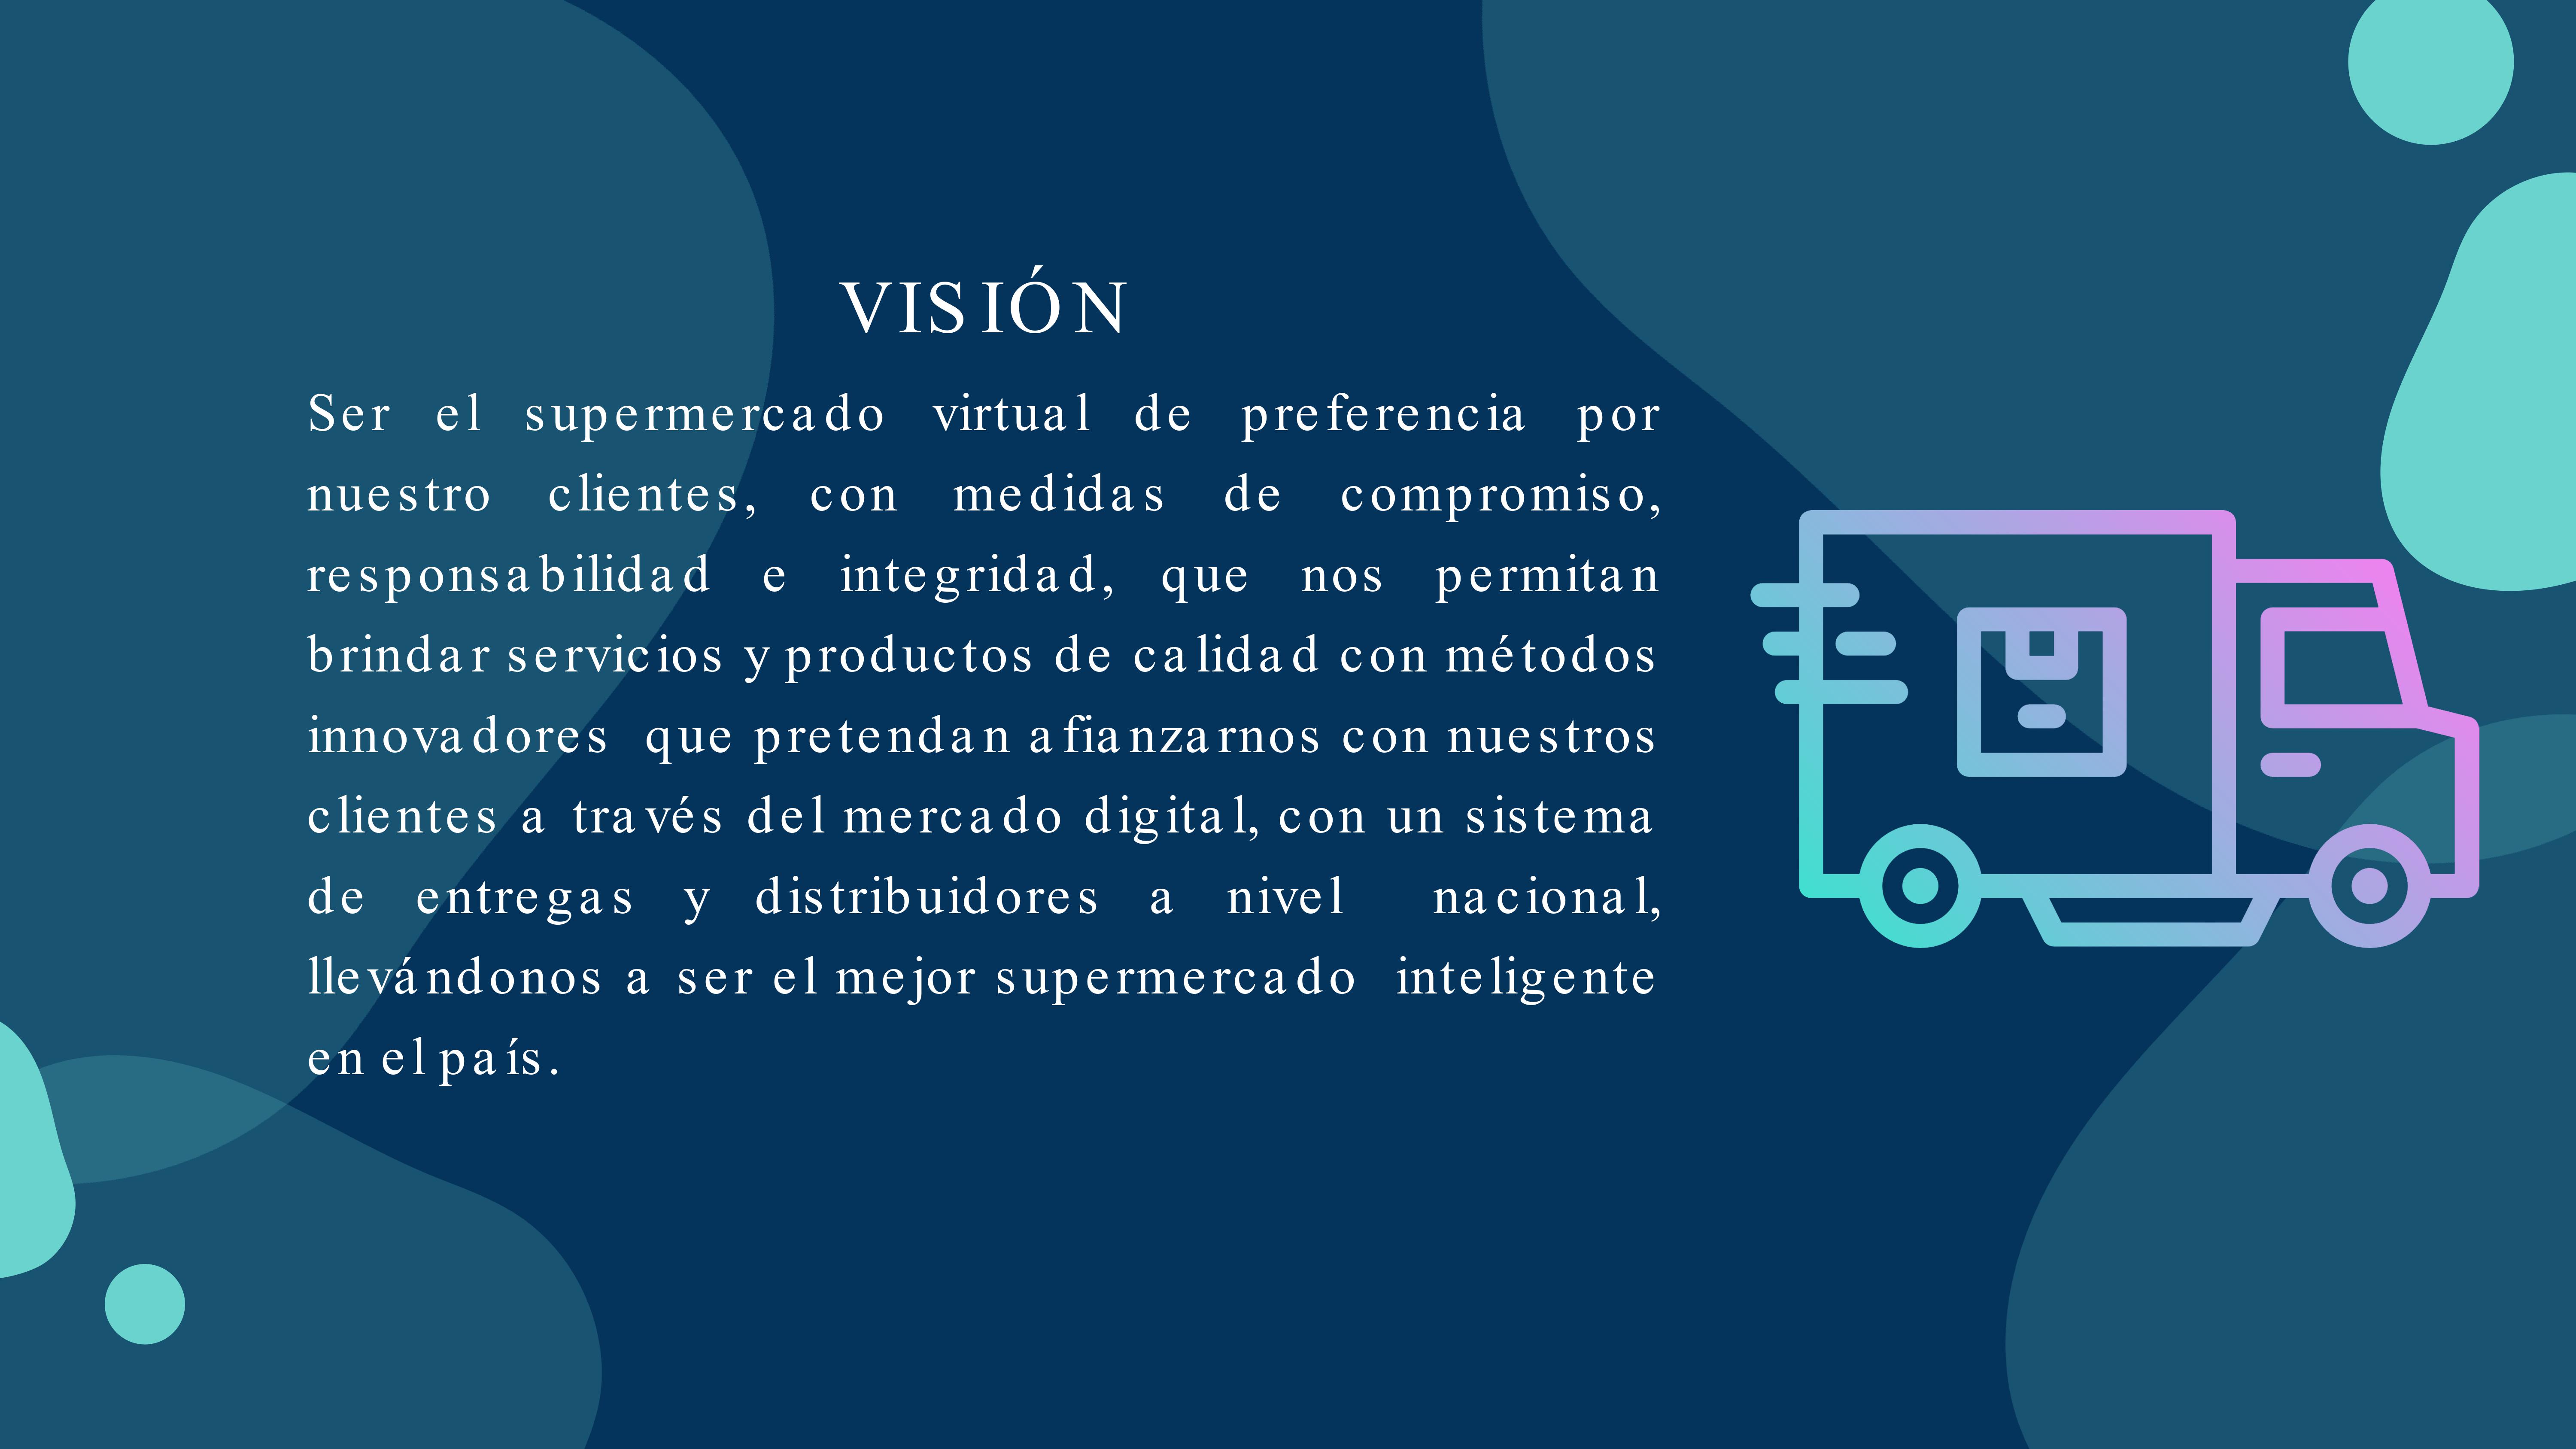 VISIÓN
Ser el supermercado virtual de preferencia por
nuestro clientes, con medidas de compromiso,
responsabilidad e integridad, que nos permitan
brindar servicios y productos de calidad con métodos
innovadores que pretendan afianzarnos con nuestros
clientes a través del mercado digital, con un sistema
de entregas y distribuidores a nivel nacional,
llevándonos a ser el mejor supermercado inteligente
en el país.